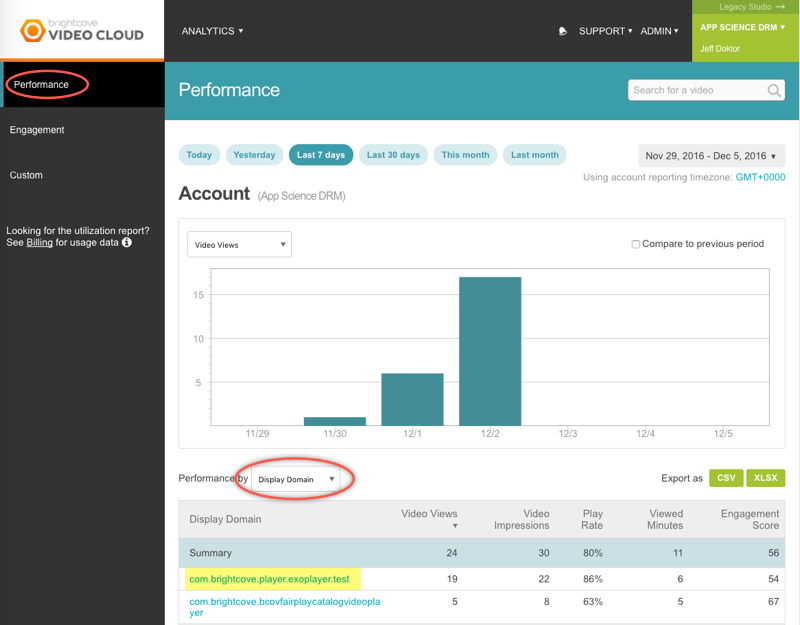 Legacy Studio →
brightcove
VIDEO CLOUD
ANALYTICS ▾
SUPPORT ▾ ADMIN ▾
APP SCIENCE DRM ▾
Jeff Doktor
Performance
Engagement
Custom
Looking for the utilization report?
See Billing for usage data
Performance
Search for a video
Today Yesterday Last 7 days Last 30 days This month Last month
Nov 29, 2016 - Dec 5, 2016 ▾
Using account reporting timezone: GMT+0000
Account (App Science DRM)
Video Views ▾
Compare to previous period
15
10
5
11/29 11/30 12/1 12/2 12/3 12/4 12/5
Performance by Display Domain ▾
Export as CSV XLSX
Display Domain Video Views ▾ Video Impressions Play Rate Viewed Minutes Engagement Score
Summary 24 30 80% 11 56
com.brightcove.player.exoplayer.test 19 22 86% 6 54
com.brightcove.bcovfairplaycatalogvideopla 5 8 63% 5 67
yer